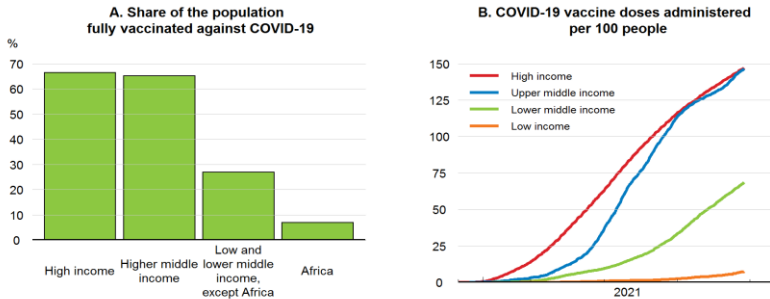 A. Share of the population
fully vaccinated against COVID-19
%
70
60
50
40
30
20
10
0
High income
Higher middle
income
Low and
lower middle
income,
except Africa
Africa
B. COVID-19 vaccine doses administered
per 100 people
150
125
100
75
50
25
0
High income
Upper middle income
Lower middle income
Low income
2021